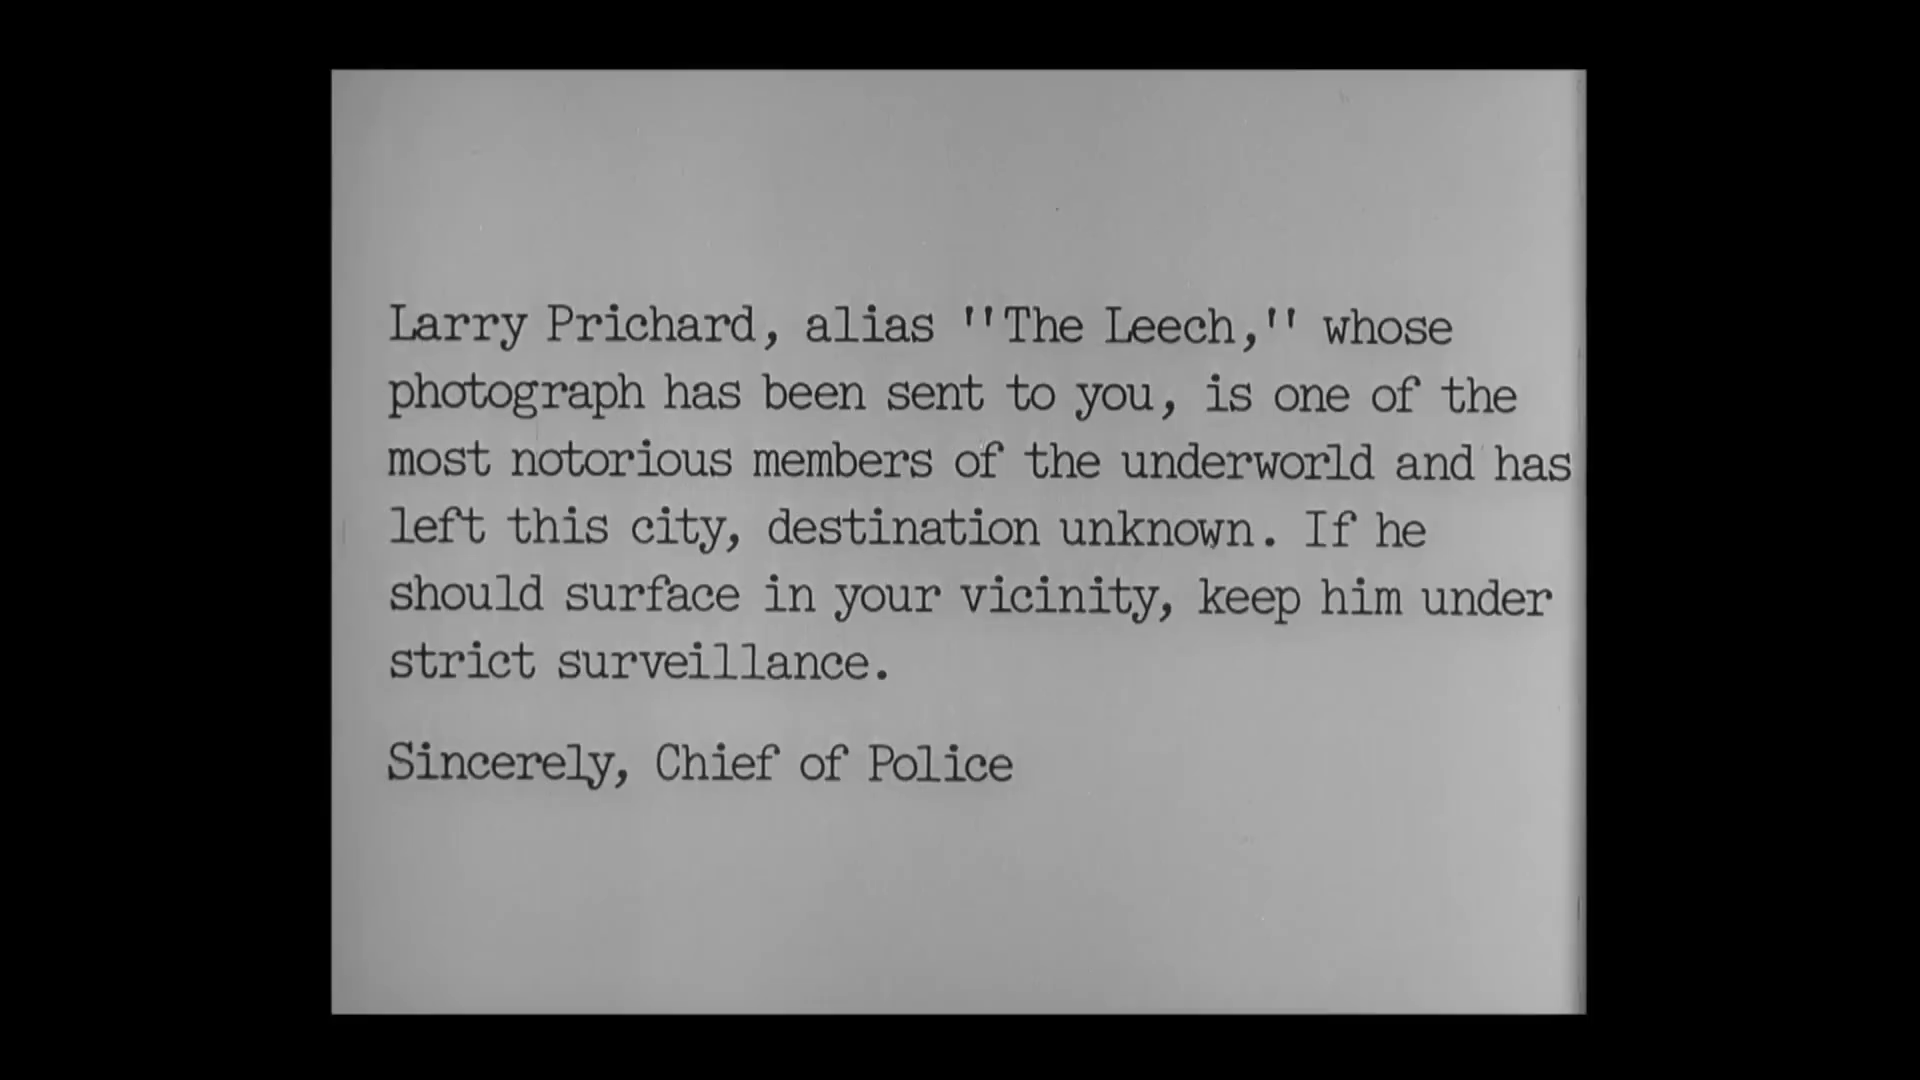 Larry Prichard, alias "The Leech," whose
photograph has been sent to you, is one of the
most notorious members of the underworld and has
left this city, destination unknown. If he
should surface in your vicinity, keep him under
strict surveillance.
Sincerely, Chief of Police